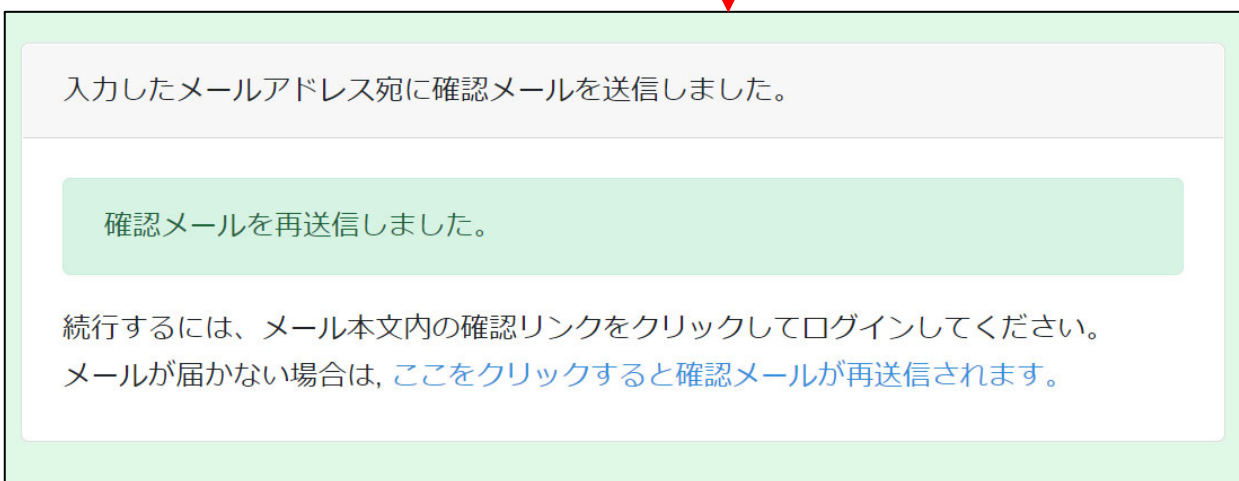 入力したメールアドレス宛に確認メールを送信しました。
確認メールを再送信しました。
続行するには、メール本文内の確認リンクをクリックしてログインしてください。
メールが届かない場合は, ここをクリックすると確認メールが再送信されます。